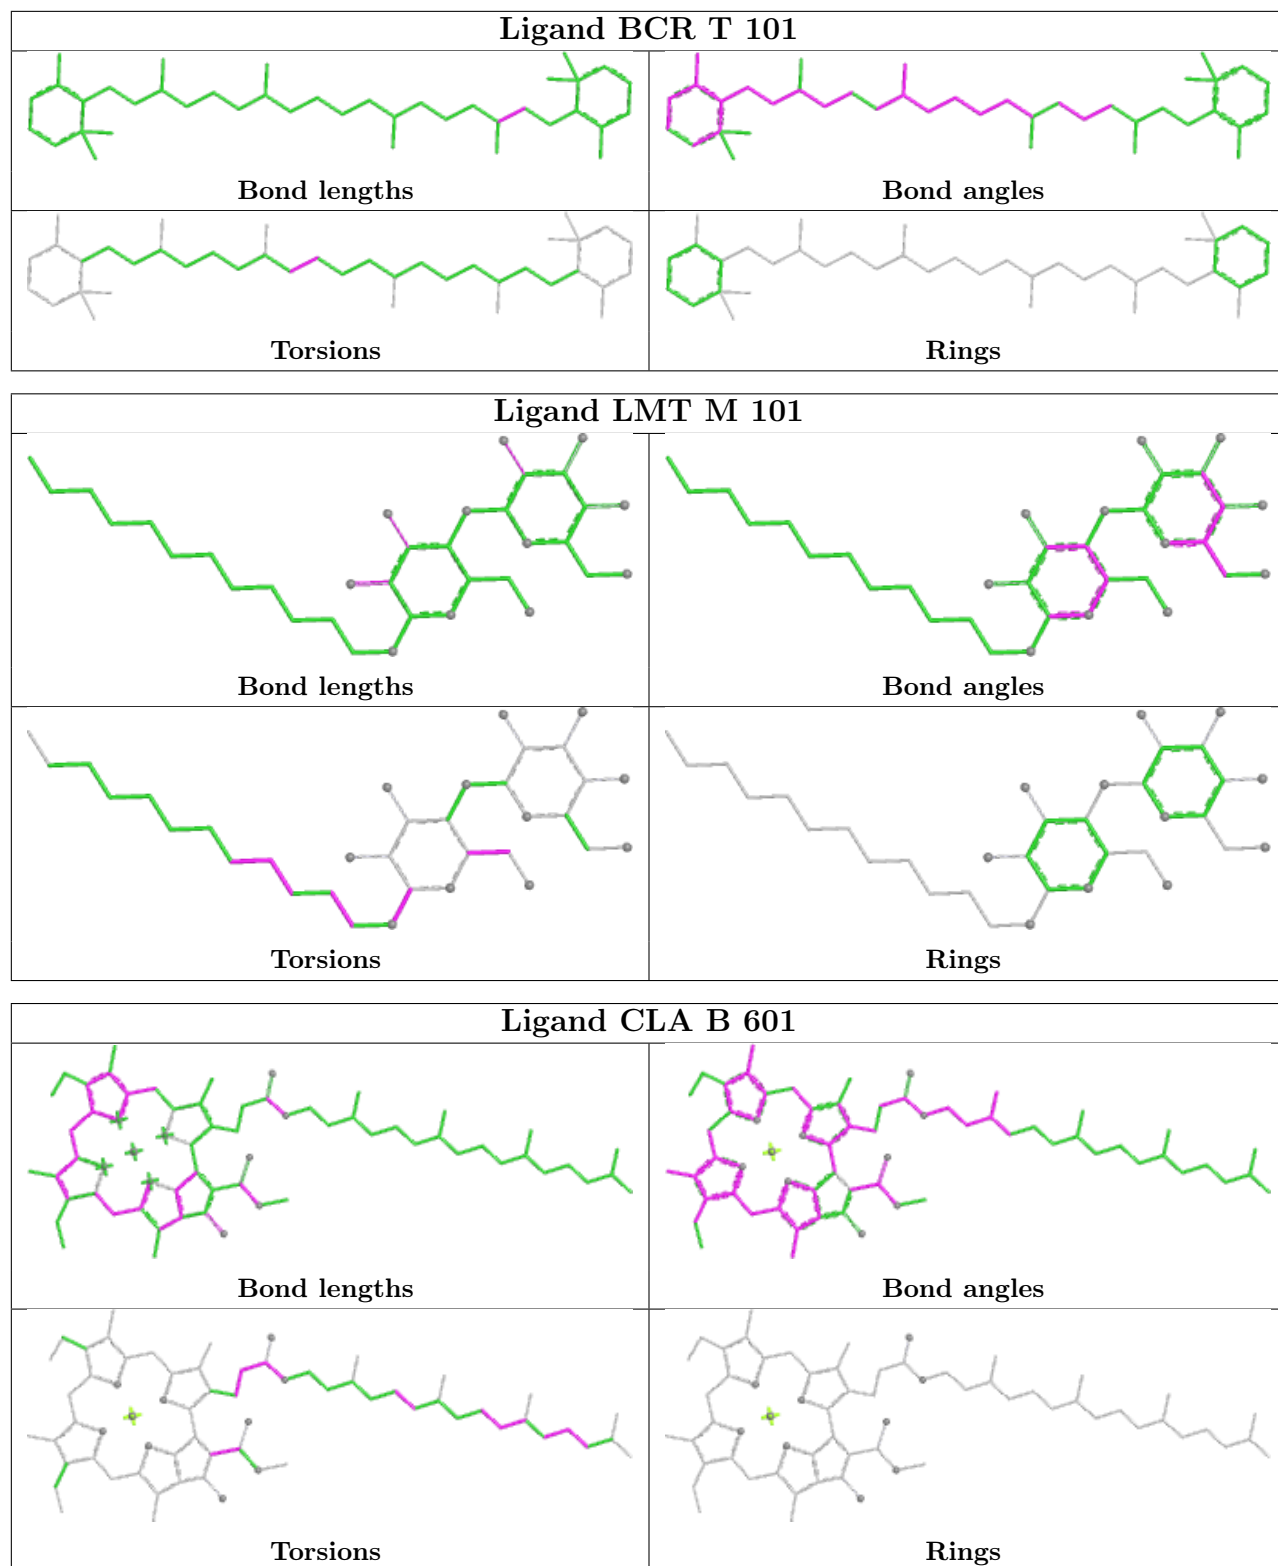 Ligand BCR T 101
Bond lengths
Bond angles
Torsions
Rings
Ligand LMT M 101
Bond lengths
Bond angles
Torsions
Rings
Ligand CLA B 601
Bond lengths
Bond angles
Torsions
Rings